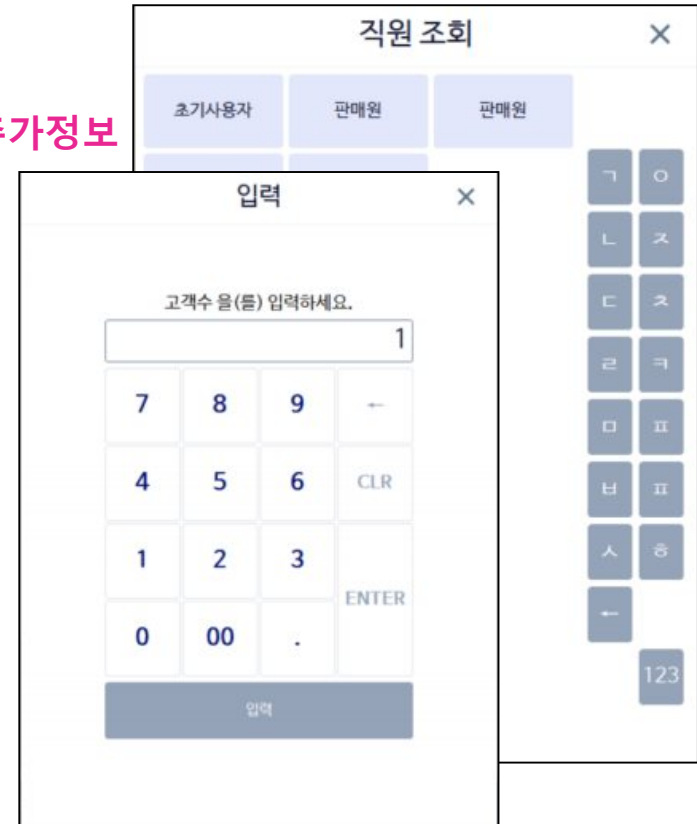 직원 조회
×
초기사용자 판매원 판매원
가정보
ㄱ ㅇ
ㄴ ㅈ
ㄷ ㅊ
ㄹ ㅋ
ㅁ ㅍ
ㅂ ㅍ
ㅅ ㅎ
←
123
입력
×
고객수 을(를) 입력하세요.
1
7 8 9 ←
4 5 6 CLR
1 2 3
ENTER
0 00 .
입력